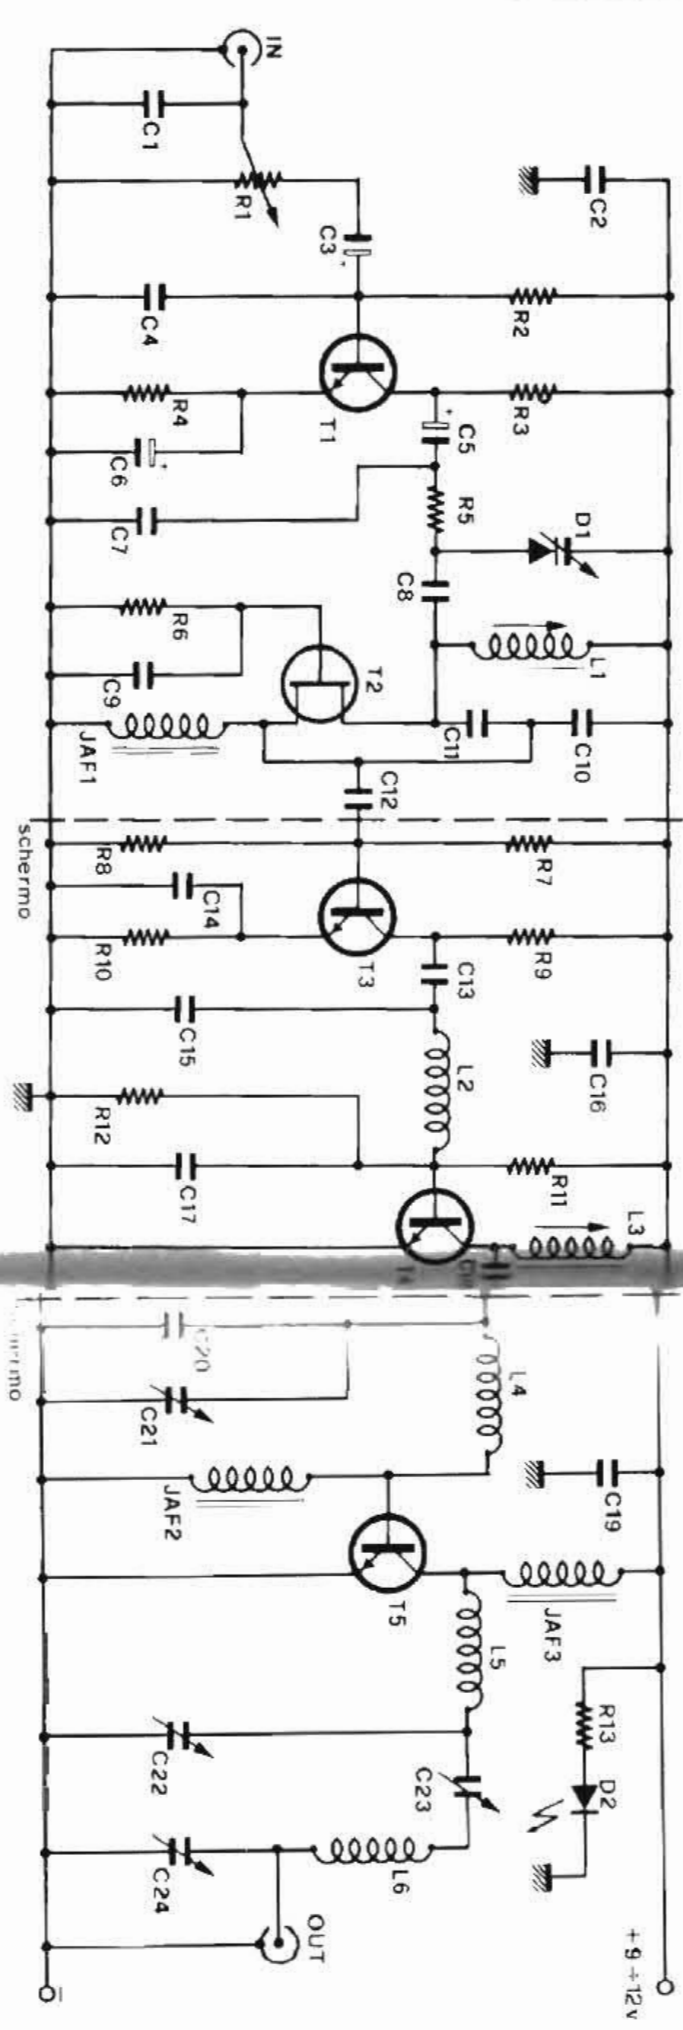 IN
C1
R1
C2
C3
+
C4
R2
T1
R4
R3
C6
+
C5
+
C7
R5
D1
C8
R6
T2
L1
C9
JAF1
C11
C10
C12
schermo
R8
R7
C14
T3
R10
R9
C13
C15
L2
C16
R12
C17
R11
L3
C20
L4
C21
C19
JAF2
T5
JAF3
L5
R13
C22
C23
D2
C24
L6
OUT
+9÷12v
−